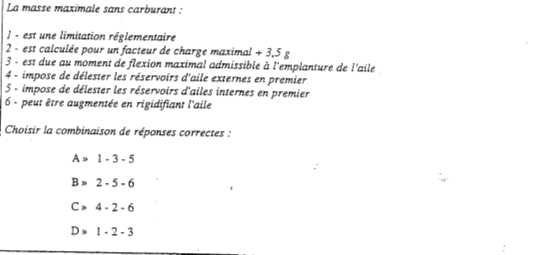 La masse maximale sans carburant :
1 - est une limitation réglementaire
2 - est calculée pour un facteur de charge maximal + 3,5 g
3 - est due au moment de flexion maximal admissible à l'emplanture de l'aile
4 - impose de délester les réservoirs d'aile externes en premier
5 - impose de délester les réservoirs d'ailes internes en premier
6 - peut être augmentée en rigidifiant l'aile
Choisir la combinaison de réponses correctes :
A» 1 - 3 - 5
B» 2 - 5 - 6
C» 4 - 2 - 6
D» 1 - 2 - 3